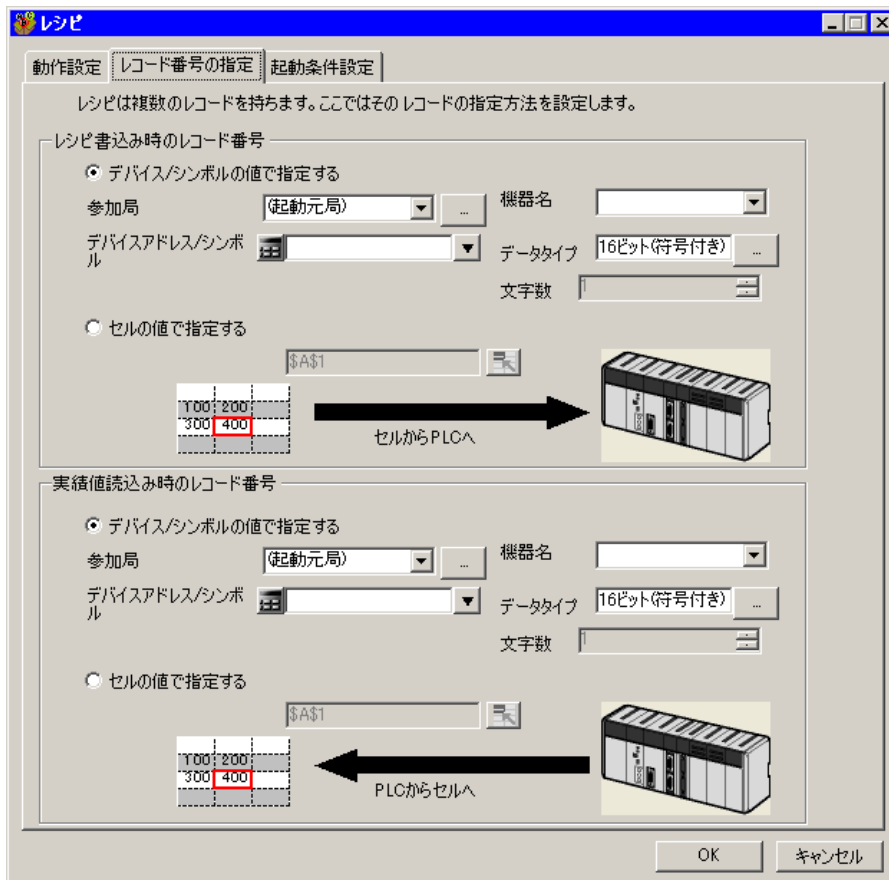 レシピ
動作設定 レコード番号の指定 起動条件設定
レシピは複数のレコードを持ちます。ここではそのレコードの指定方法を設定します。
レシピ書込み時のレコード番号
デバイス/シンボルの値で指定する
参加局 (起動元局) ... 機器名
デバイスアドレス/シンボ
ル
データタイプ 16ビット(符号付き) ...
文字数 1
セルの値で指定する
$A$1
100 200
300 400
セルからPLCへ
実績値読込み時のレコード番号
デバイス/シンボルの値で指定する
参加局 (起動元局) ... 機器名
デバイスアドレス/シンボ
ル
データタイプ 16ビット(符号付き) ...
文字数 1
セルの値で指定する
$A$1
100 200
300 400
PLCからセルへ
OK キャンセル